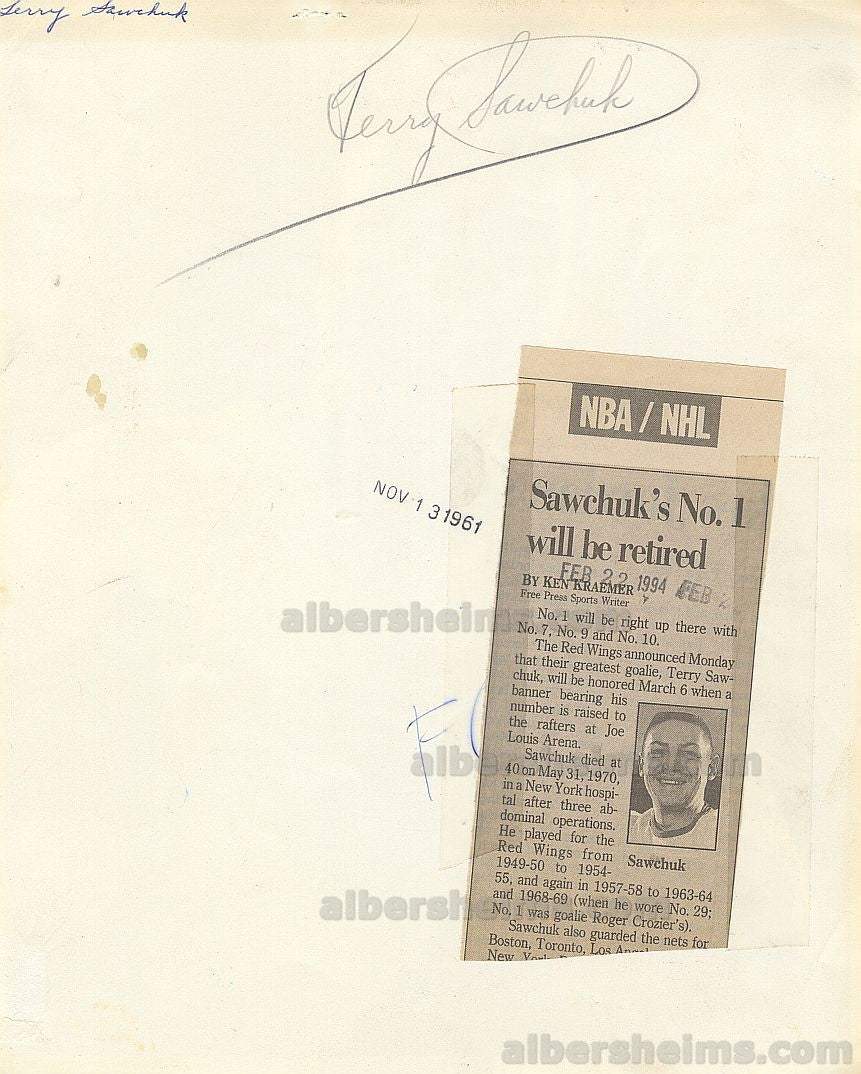 Terry Sawchuk
Terry Sawchuk
NOV 13 1961
NBA / NHL
Sawchuk's No. 1
will be retired
FEB 22 1994 FEB
BY KEN KRAEMER
Free Press Sports Writer
No. 1 will be right up there with
No. 7, No. 9 and No. 10.
The Red Wings announced Monday
that their greatest goalie, Terry Saw-
chuk, will be honored March 6 when a
banner bearing his
number is raised to
the rafters at Joe
Louis Arena.
Sawchuk died at
40 on May 31, 1970,
in a New York hospi-
tal after three ab-
dominal operations.
He played for the
Red Wings from
1949-50 to 1954-
55, and again in 1957-58 to 1963-64
and 1968-69 (when he wore No. 29;
No. 1 was goalie Roger Crozier's).
Sawchuk also guarded the nets for
Boston, Toronto, Los
New York
Sawchuk
F
albersheims.com